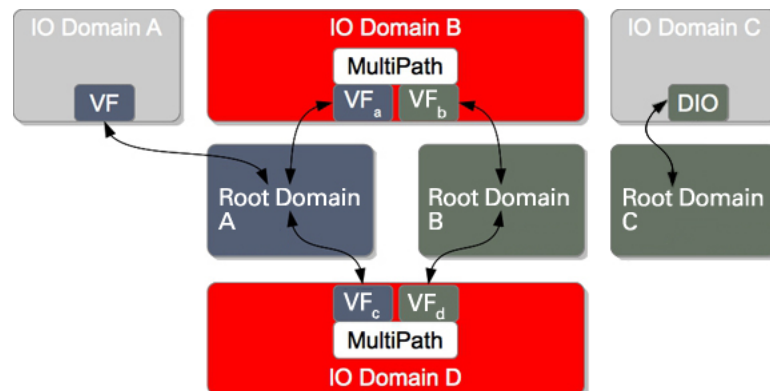 IO Domain A
IO Domain B
IO Domain C
MultiPath
VF
VFa
VFb
DIO
Root Domain
A
Root Domain
B
Root Domain
C
VFc
VFd
MultiPath
IO Domain D